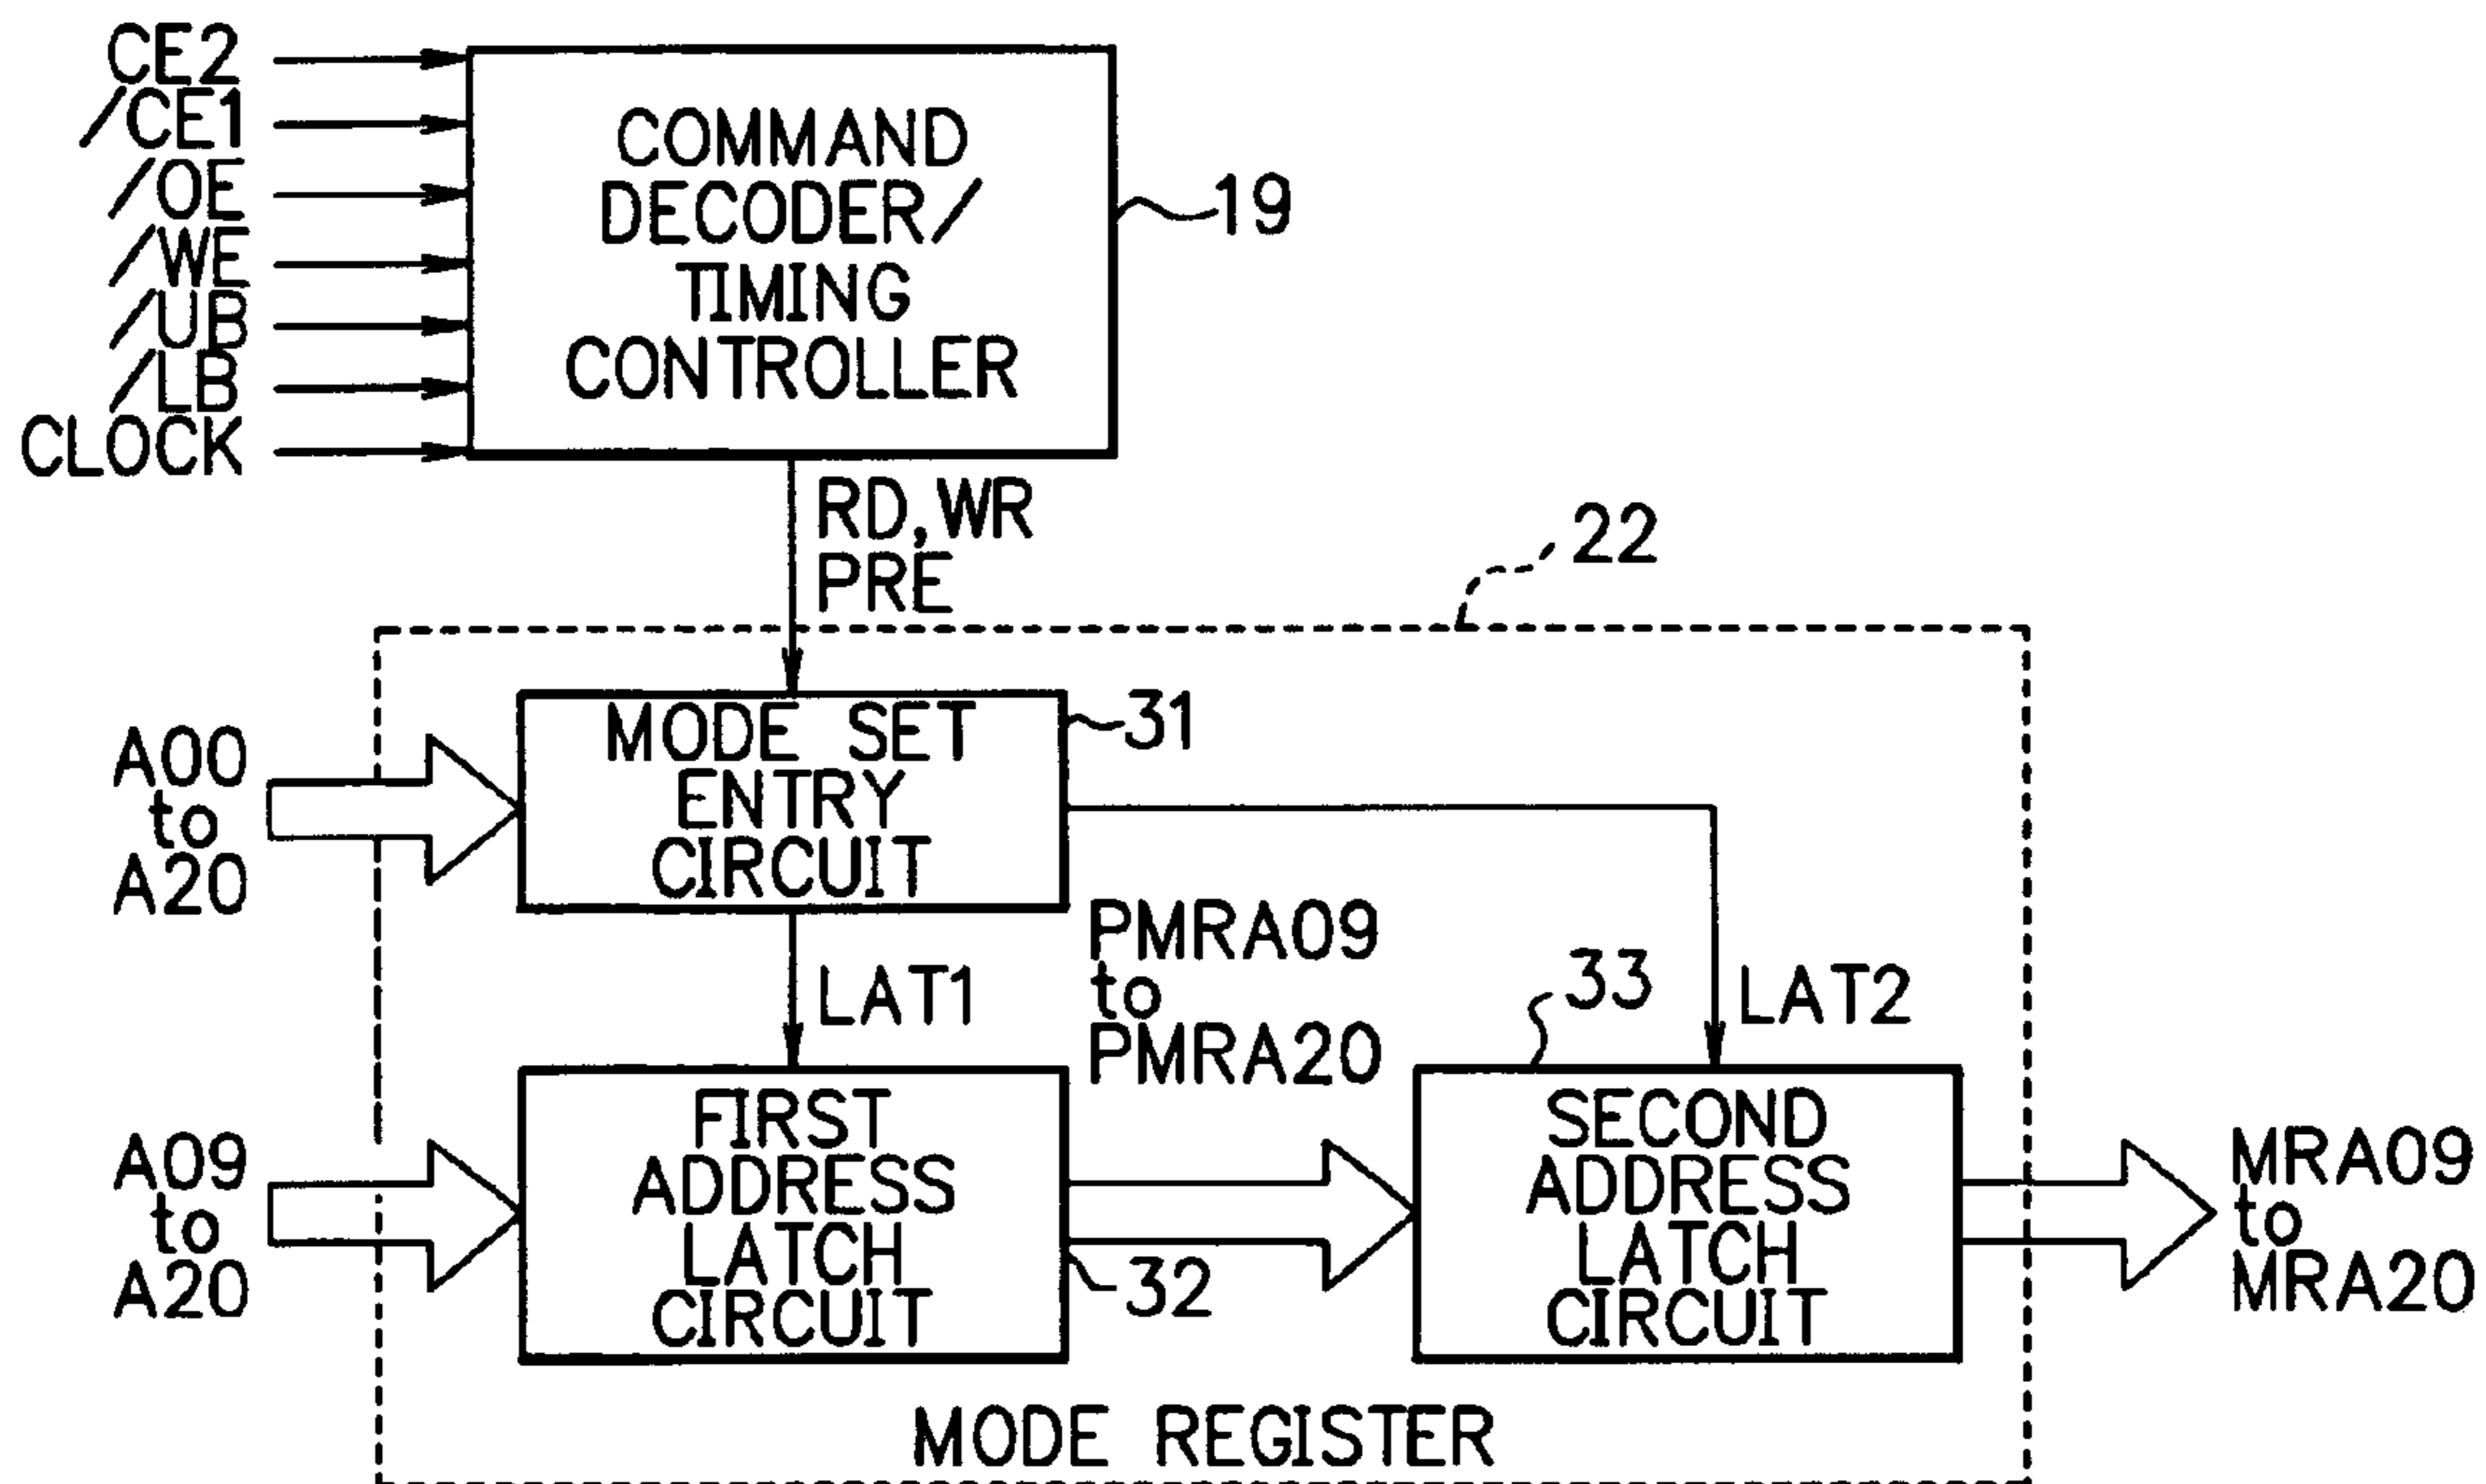 CE2
/CE1
/OE
/WE
/UB
/LB
CLOCK
COMMAND
DECODER/
TIMING
CONTROLLER
19
RD,WR
PRE
22
A00
to
A20
MODE SET
ENTRY
CIRCUIT
31
LAT1
PMRA09
to
PMRA20
33
LAT2
A09
to
A20
FIRST
ADDRESS
LATCH
CIRCUIT
32
SECOND
ADDRESS
LATCH
CIRCUIT
MRA09
to
MRA20
MODE REGISTER